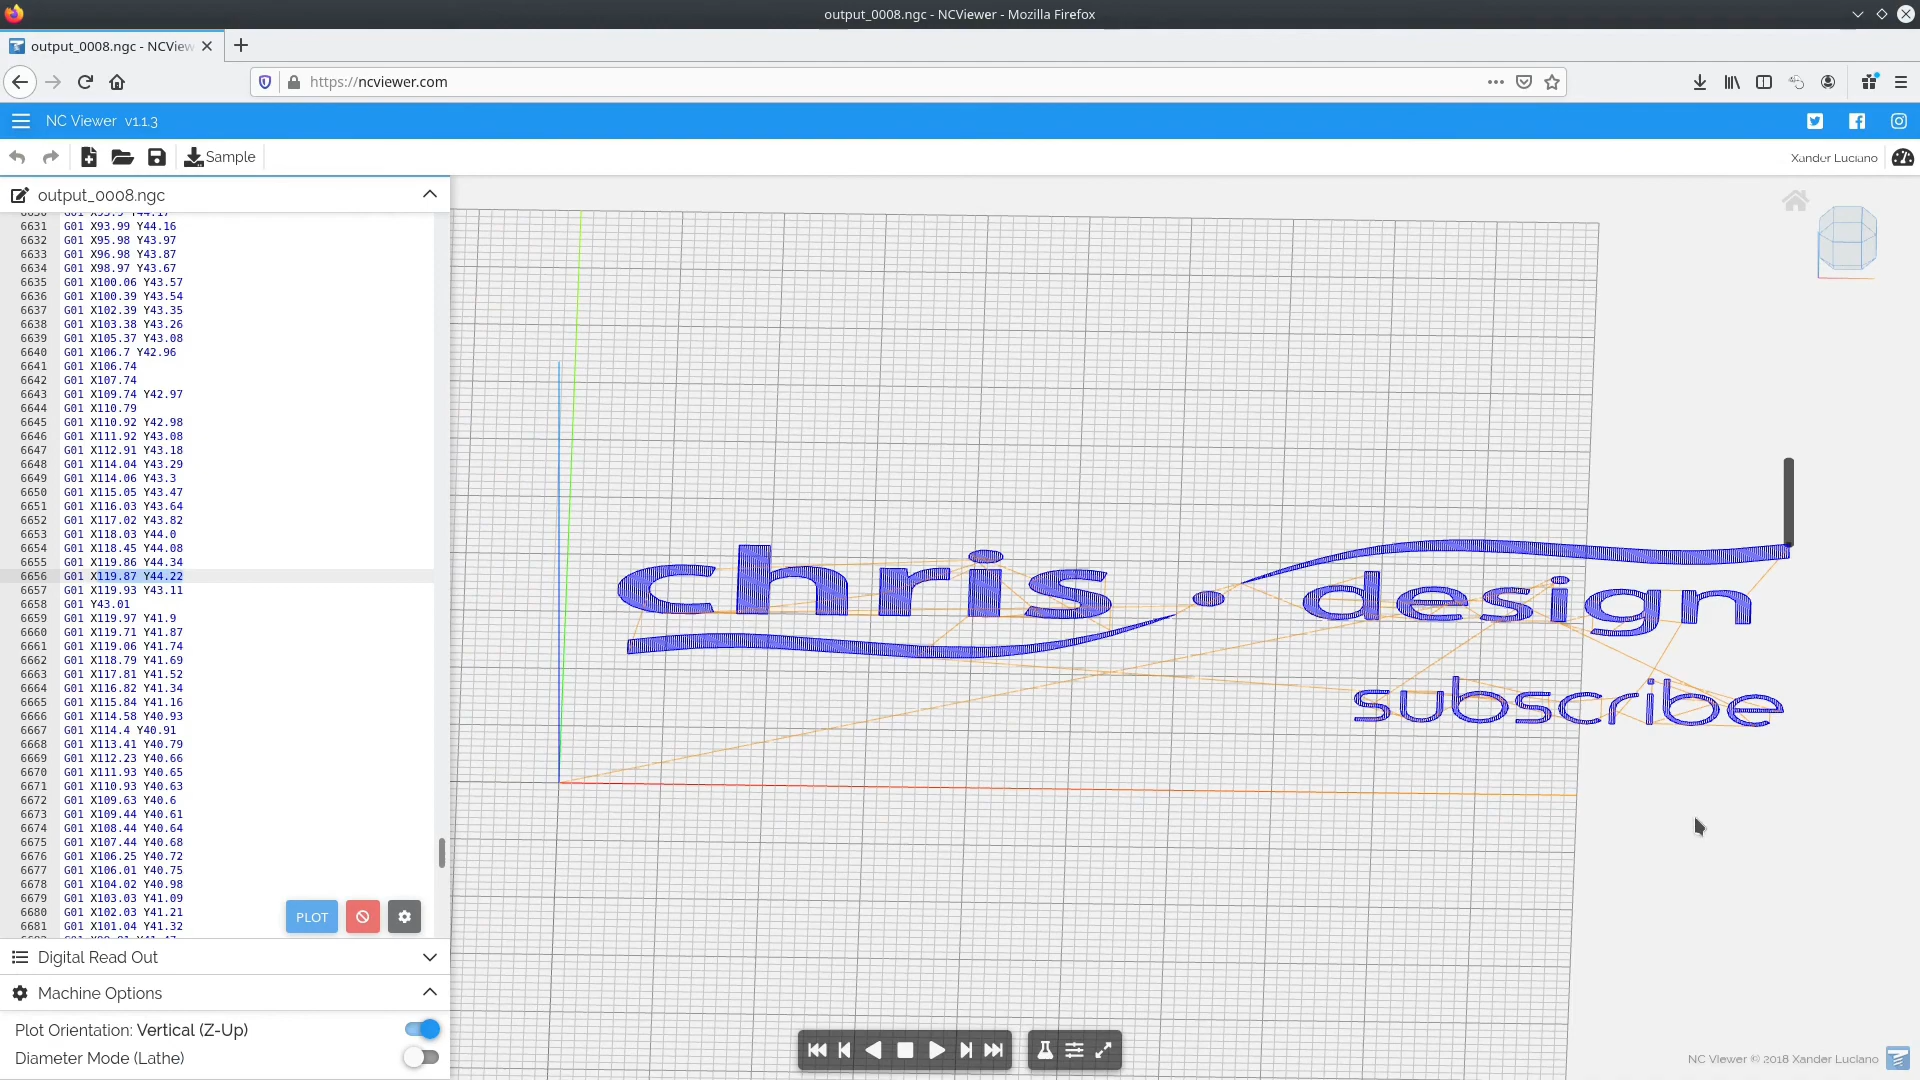 output_0008.ngc - NCViewer - Mozilla Firefox
output_0008.ngc - NCView
https://ncviewer.com
NC Viewer v1.1.3
Sample
Xander Luciano
output_0008.ngc
6631 G01 X93.99 Y44.16
6632 G01 X95.98 Y43.97
6633 G01 X96.98 Y43.87
6634 G01 X98.97 Y43.67
6635 G01 X100.06 Y43.57
6636 G01 X100.39 Y43.54
6637 G01 X102.39 Y43.35
6638 G01 X103.38 Y43.26
6639 G01 X105.37 Y43.08
6640 G01 X106.7 Y42.96
6641 G01 X106.74
6642 G01 X107.74
6643 G01 X109.74 Y42.97
6644 G01 X110.79
6645 G01 X110.92 Y42.98
6646 G01 X111.92 Y43.08
6647 G01 X112.91 Y43.18
6648 G01 X114.04 Y43.29
6649 G01 X114.06 Y43.3
6650 G01 X115.05 Y43.47
6651 G01 X116.03 Y43.64
6652 G01 X117.02 Y43.82
6653 G01 X118.03 Y44.0
6654 G01 X118.45 Y44.08
6655 G01 X119.86 Y44.34
6656 G01 X119.87 Y44.22
6657 G01 X119.93 Y43.11
6658 G01 Y43.01
6659 G01 X119.97 Y41.9
6660 G01 X119.71 Y41.87
6661 G01 X119.06 Y41.74
6662 G01 X118.79 Y41.69
6663 G01 X117.81 Y41.52
6664 G01 X116.82 Y41.34
6665 G01 X115.84 Y41.16
6666 G01 X114.58 Y40.93
6667 G01 X114.4 Y40.91
6668 G01 X113.41 Y40.79
6669 G01 X112.23 Y40.66
6670 G01 X111.93 Y40.65
6671 G01 X110.93 Y40.63
6672 G01 X109.63 Y40.6
6673 G01 X109.44 Y40.61
6674 G01 X108.44 Y40.64
6675 G01 X107.44 Y40.68
6676 G01 X106.25 Y40.72
6677 G01 X106.01 Y40.75
6678 G01 X104.02 Y40.98
6679 G01 X103.03 Y41.09
6680 G01 X102.03 Y41.21
6681 G01 X101.04 Y41.32
PLOT
Digital Read Out
Machine Options
Plot Orientation: Vertical (Z-Up)
Diameter Mode (Lathe)
chris • design
subscribe
NC Viewer © 2018 Xander Luciano